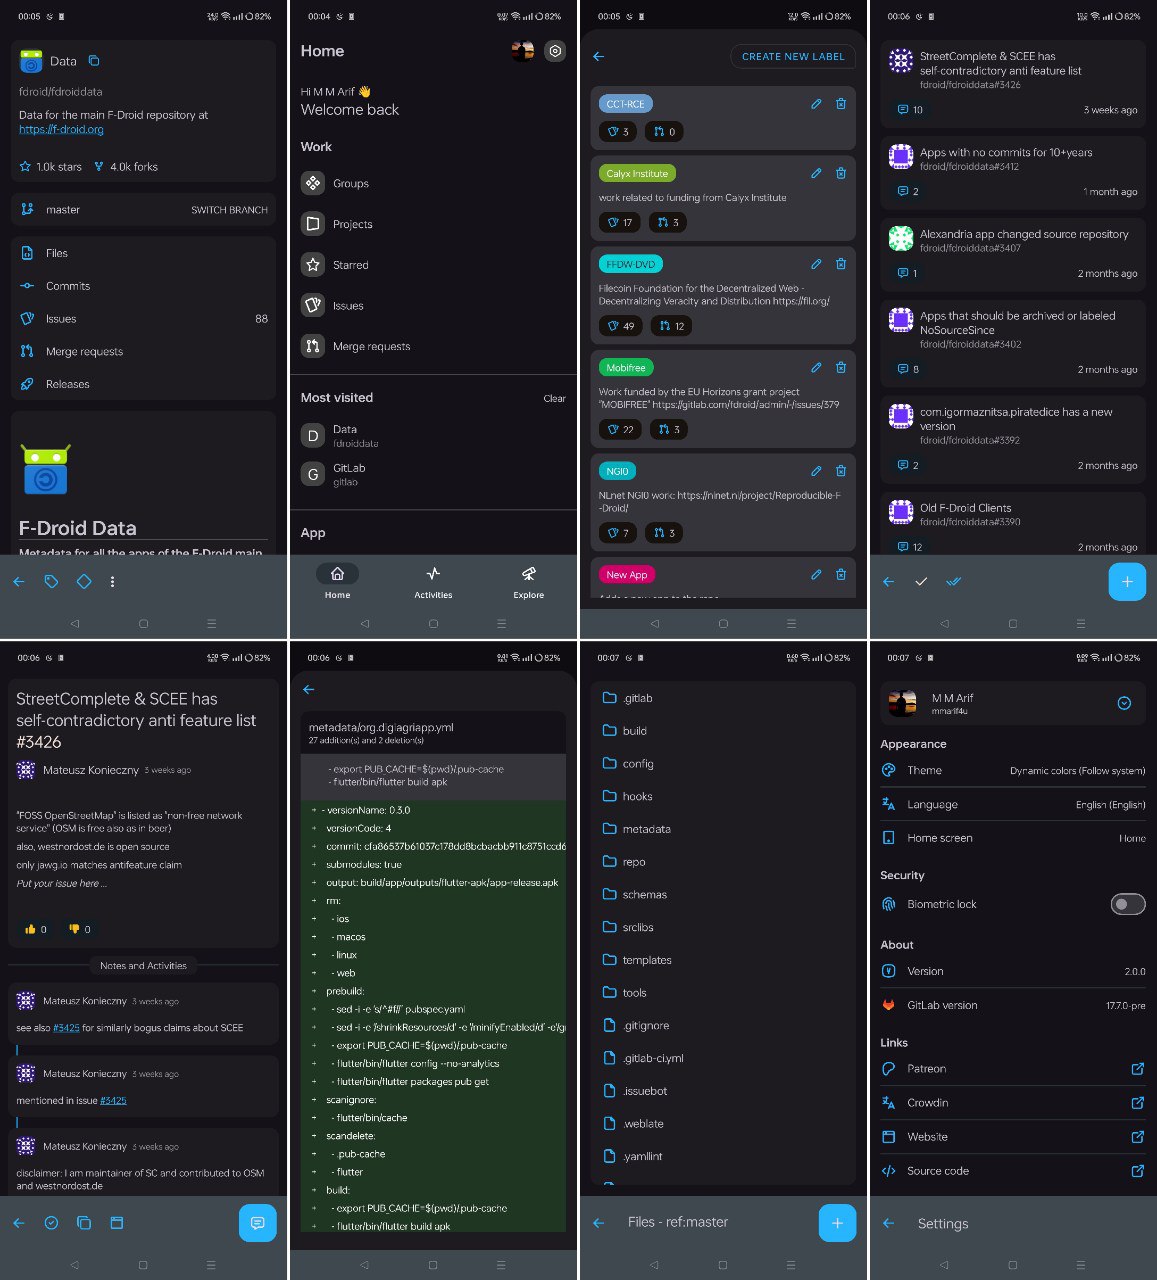 00:05
82%
Data
fdroid/fdroiddata
Data for the main F-Droid repository at
https://f-droid.org
1.0k stars
4.0k forks
master
SWITCH BRANCH
Files
Commits
Issues
88
Merge requests
Releases
F-Droid Data
Metadata for all the apps of the F-Droid main
00:04
82%
Home
Hi M M Arif 👋
Welcome back
Work
Groups
Projects
Starred
Issues
Merge requests
Most visited
Clear
D
Data
fdroiddata
G
GitLab
gitlab
App
Home
Activities
Explore
00:05
82%
CREATE NEW LABEL
CCT-RCE
3
0
Calyx Institute
work related to funding from Calyx Institute
17
3
FFDW-DVD
Filecoin Foundation for the Decentralized Web -
Decentralizing Veracity and Distribution https://fil.org/
49
12
Mobifree
Work funded by the EU Horizons grant project
"MOBIFREE" https://gitlab.com/fdroid/admin/-/issues/379
22
3
NGI0
NLnet NGI0 work: https://nlnet.nl/project/Reproducible-F
-Droid/
7
3
New App
00:06
82%
StreetComplete & SCEE has
self-contradictory anti feature list
fdroid/fdroiddata#3426
10
3 weeks ago
Apps with no commits for 10+years
fdroid/fdroiddata#3412
2
1 month ago
Alexandria app changed source repository
fdroid/fdroiddata#3407
1
2 months ago
Apps that should be archived or labeled
NoSourceSince
fdroid/fdroiddata#3402
8
2 months ago
com.igormaznitsa.piratedice has a new
version
fdroid/fdroiddata#3392
2
2 months ago
Old F-Droid Clients
fdroid/fdroiddata#3390
12
2 months ago
00:06
82%
StreetComplete & SCEE has
self-contradictory anti feature list
#3426
Mateusz Konieczny 3 weeks ago
"FOSS OpenStreetMap" is listed as "non-free network
service" (OSM is free also as in beer)
also, westnordost.de is open source
only jawg.io matches antifeature claim
Put your issue here ...
👍 0
👎 0
Notes and Activities
Mateusz Konieczny 3 weeks ago
see also #3425 for similarly bogus claims about SCEE
Mateusz Konieczny 3 weeks ago
mentioned in issue #3425
Mateusz Konieczny 3 weeks ago
disclaimer: I am maintainer of SC and contributed to OSM
and westnordost.de
00:06
82%
metadata/org.digiagriapp.yml
27 addition(s) and 2 deletion(s)
- export PUB_CACHE=$(pwd)/.pub-cache
- flutter/bin/flutter build apk
+ - versionName: 0.3.0
+ versionCode: 4
+ commit: cfa86537b61037c178dd8bcbacbb911c8751ccd6
+ submodules: true
+ output: build/app/outputs/flutter-apk/app-release.apk
+ rm:
+ - ios
+ - macos
+ - linux
+ - web
+ prebuild:
+ - sed -i -e 's/^#f//' pubspec.yaml
+ - sed -i -e '/shrinkResources/d' -e '/minifyEnabled/d' -e'/gr
+ - export PUB_CACHE=$(pwd)/.pub-cache
+ - flutter/bin/flutter config --no-analytics
+ - flutter/bin/flutter packages pub get
+ scanignore:
+ - flutter/bin/cache
+ scandelete:
+ - .pub-cache
+ - flutter
+ build:
+ - export PUB_CACHE=$(pwd)/.pub-cache
+ - flutter/bin/flutter build apk
00:07
82%
.gitlab
build
config
hooks
metadata
repo
schemas
srclibs
templates
tools
.gitignore
.gitlab-ci.yml
.issuebot
.weblate
.yamllint
Files - ref:master
00:07
82%
M M Arif
mmarif4u
Appearance
Theme
Dynamic colors (Follow system)
Language
English (English)
Home screen
Home
Security
Biometric lock
About
Version
2.0.0
GitLab version
17.7.0-pre
Links
Patreon
Crowdin
Website
Source code
Settings